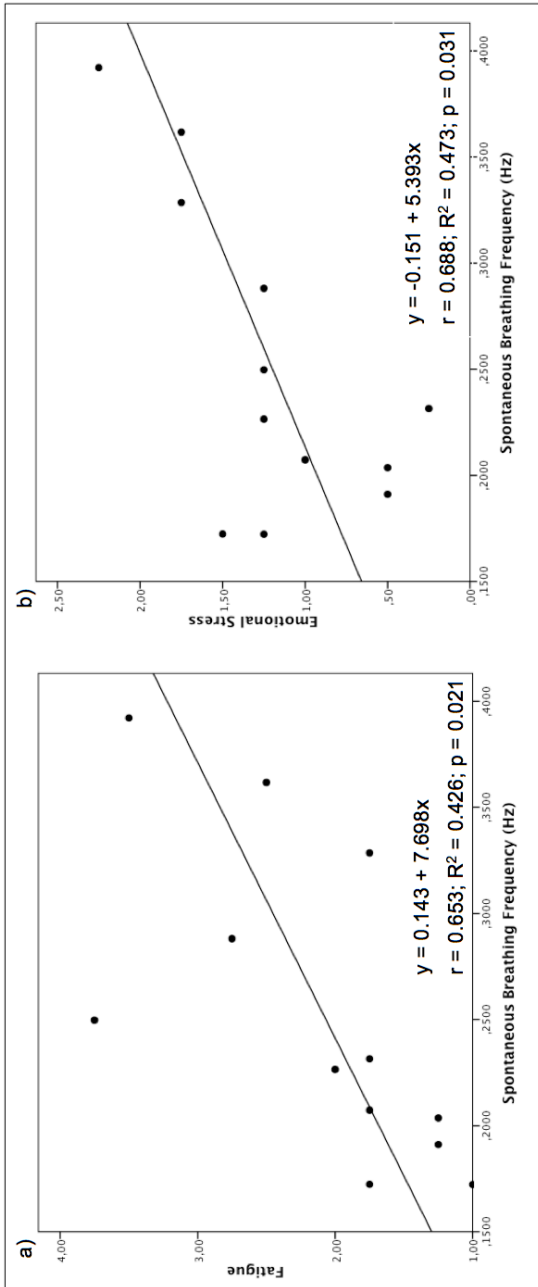 a)
Fatigue
4,00
3,00
2,00
1,00
,1500
,2000
,2500
,3000
,3500
,4000
Spontaneous Breathing Frequency (Hz)
y = 0.143 + 7.698x
r = 0.653; R² = 0.426; p = 0.021
b)
Emotional Stress
2,50
2,00
1,50
1,00
,50
,00
,1500
,2000
,2500
,3000
,3500
,4000
Spontaneous Breathing Frequency (Hz)
y = -0.151 + 5.393x
r = 0.688; R² = 0.473; p = 0.031